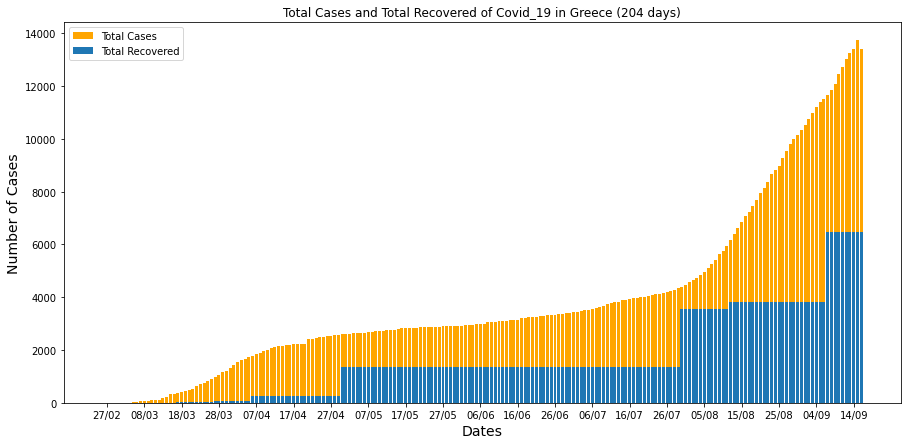 Total Cases and Total Recovered of Covid_19 in Greece (204 days)
Total Cases
Total Recovered
Number of Cases
14000
12000
10000
8000
6000
4000
2000
0
27/02 08/03 18/03 28/03 07/04 17/04 27/04 07/05 17/05 27/05 06/06 16/06 26/06 06/07 16/07 26/07 05/08 15/08 25/08 04/09 14/09
Dates